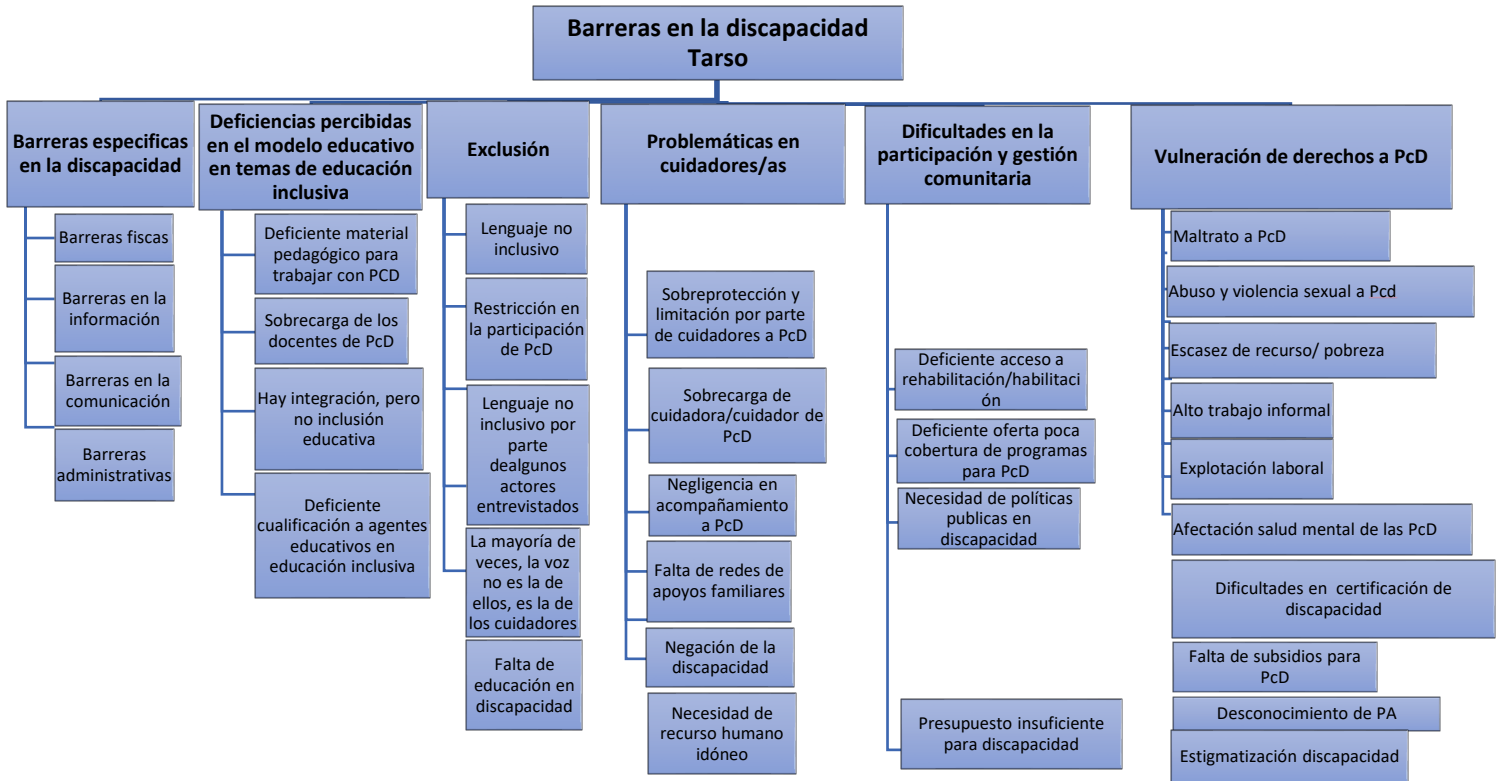 Barreras en la discapacidad
Tarso
Barreras especificas
en la discapacidad
Barreras fiscas
Barreras en la
información
Barreras en la
comunicación
Barreras
administrativas
Deficiencias percibidas
en el modelo educativo
en temas de educación
inclusiva
Deficiente material
pedagógico para
trabajar con PCD
Sobrecarga de los
docentes de PcD
Hay integración, pero
no inclusión
educativa
Deficiente
cualificación a agentes
educativos en
educación inclusiva
Exclusión
Lenguaje no
inclusivo
Restricción en
la participación
de PcD
Lenguaje no
inclusivo por
parte dealgunos
actores
entrevistados
La mayoría de
veces, la voz
no es la de
ellos, es la de
los cuidadores
Falta de
educación en
discapacidad
Problemáticas en
cuidadores/as
Sobreprotección y
limitación por parte
de cuidadores a PcD
Sobrecarga de
cuidadora/cuidador de
PcD
Negligencia en
acompañamiento
a PcD
Falta de redes de
apoyos familiares
Negación de la
discapacidad
Necesidad de
recurso humano
idóneo
Dificultades en la
participación y gestión
comunitaria
Deficiente acceso a
rehabilitación/habilitaci
ón
Deficiente oferta poca
cobertura de programas
para PcD
Necesidad de políticas
publicas en
discapacidad
Presupuesto insuficiente
para discapacidad
Vulneración de derechos a PcD
Maltrato a PcD
Abuso y violencia sexual a Pcd
Escasez de recurso/ pobreza
Alto trabajo informal
Explotación laboral
Afectación salud mental de las PcD
Dificultades en certificación de
discapacidad
Falta de subsidios para
PcD
Desconocimiento de PA
Estigmatización discapacidad